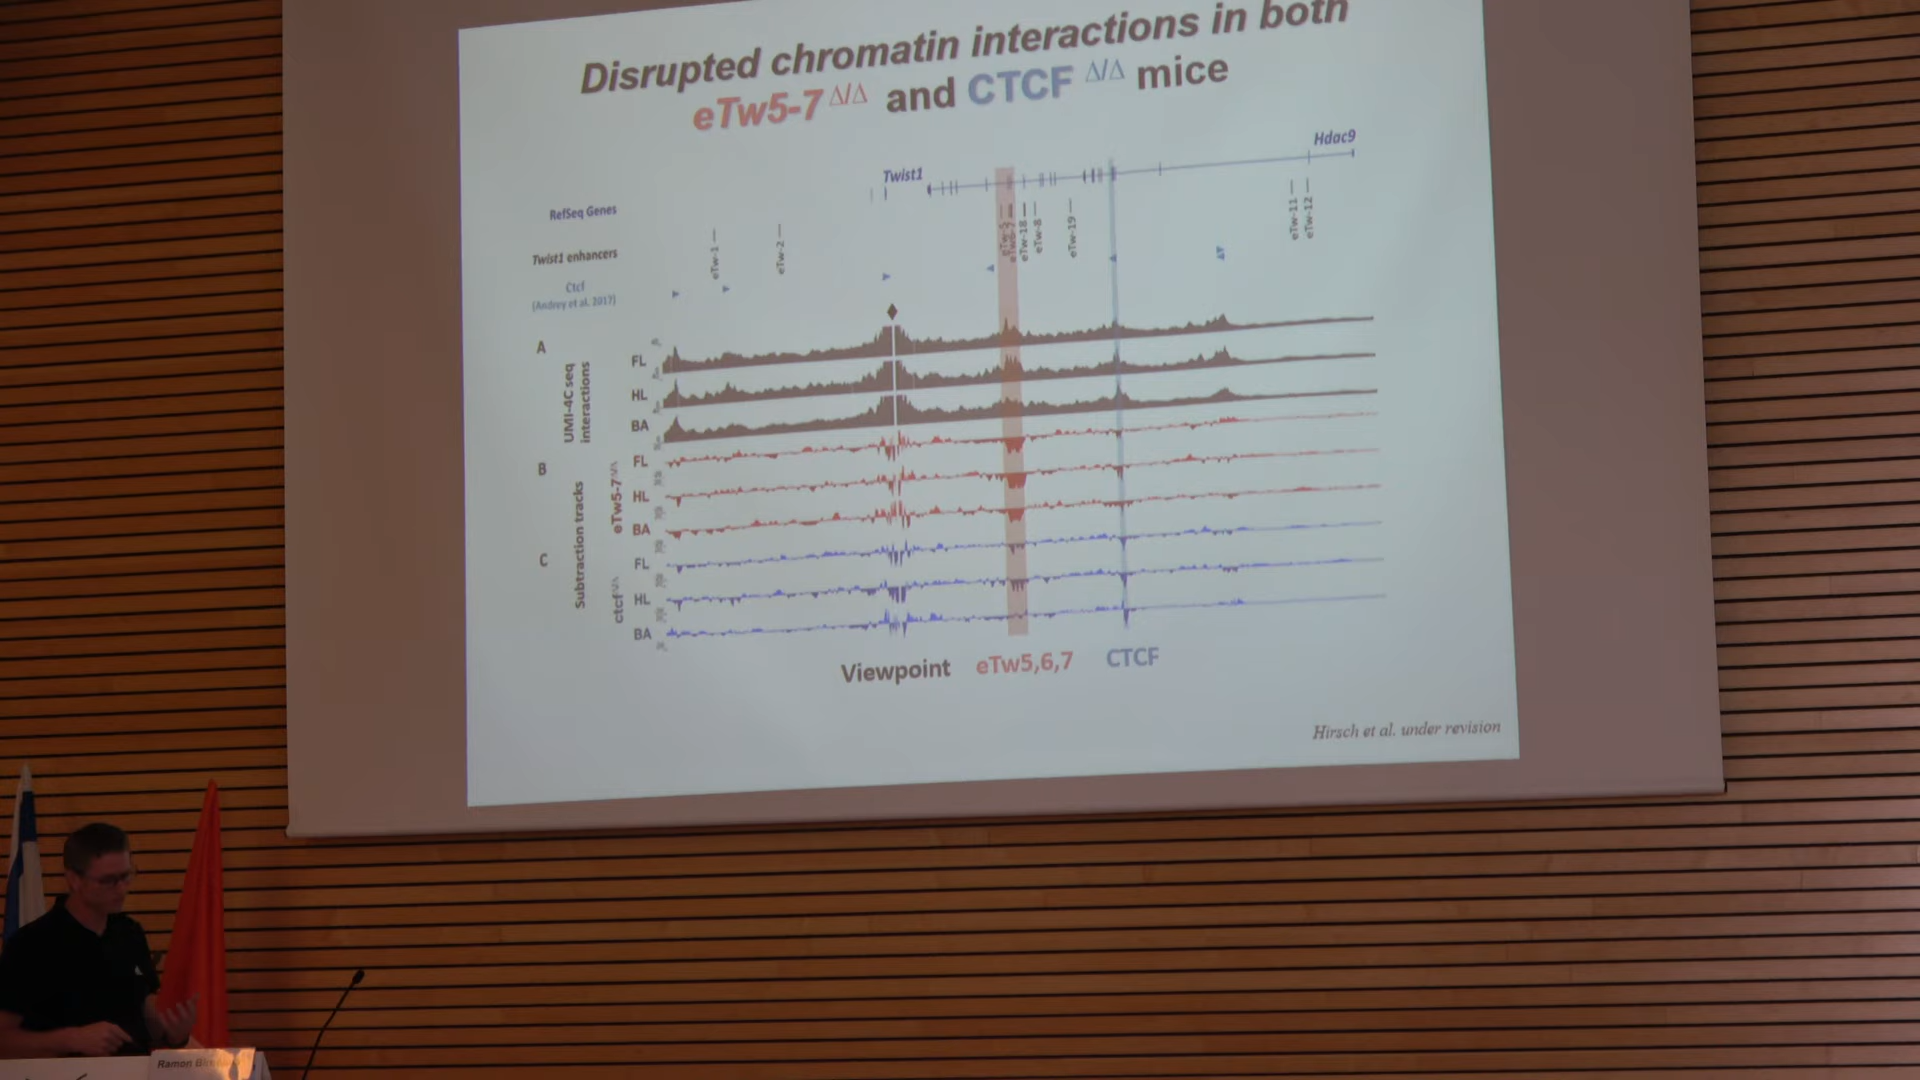 Disrupted chromatin interactions in both
eTw5-7 Δ/Δ and CTCF Δ/Δ mice
Hdac9
Twist1
RefSeq Genes
Twist1 enhancers
eTw-1
eTw-2
eTw-18
eTw-8
eTw-19
eTw-11
eTw-12
Ctcf
(Andrey et al. 2017)
A
UMI-4C seq
interactions
FL
HL
BA
B
Subtraction tracks
eTw5-7
FL
HL
BA
C
ctcf
FL
HL
BA
Viewpoint eTw5,6,7 CTCF
Hirsch et al. under revision
Ramon